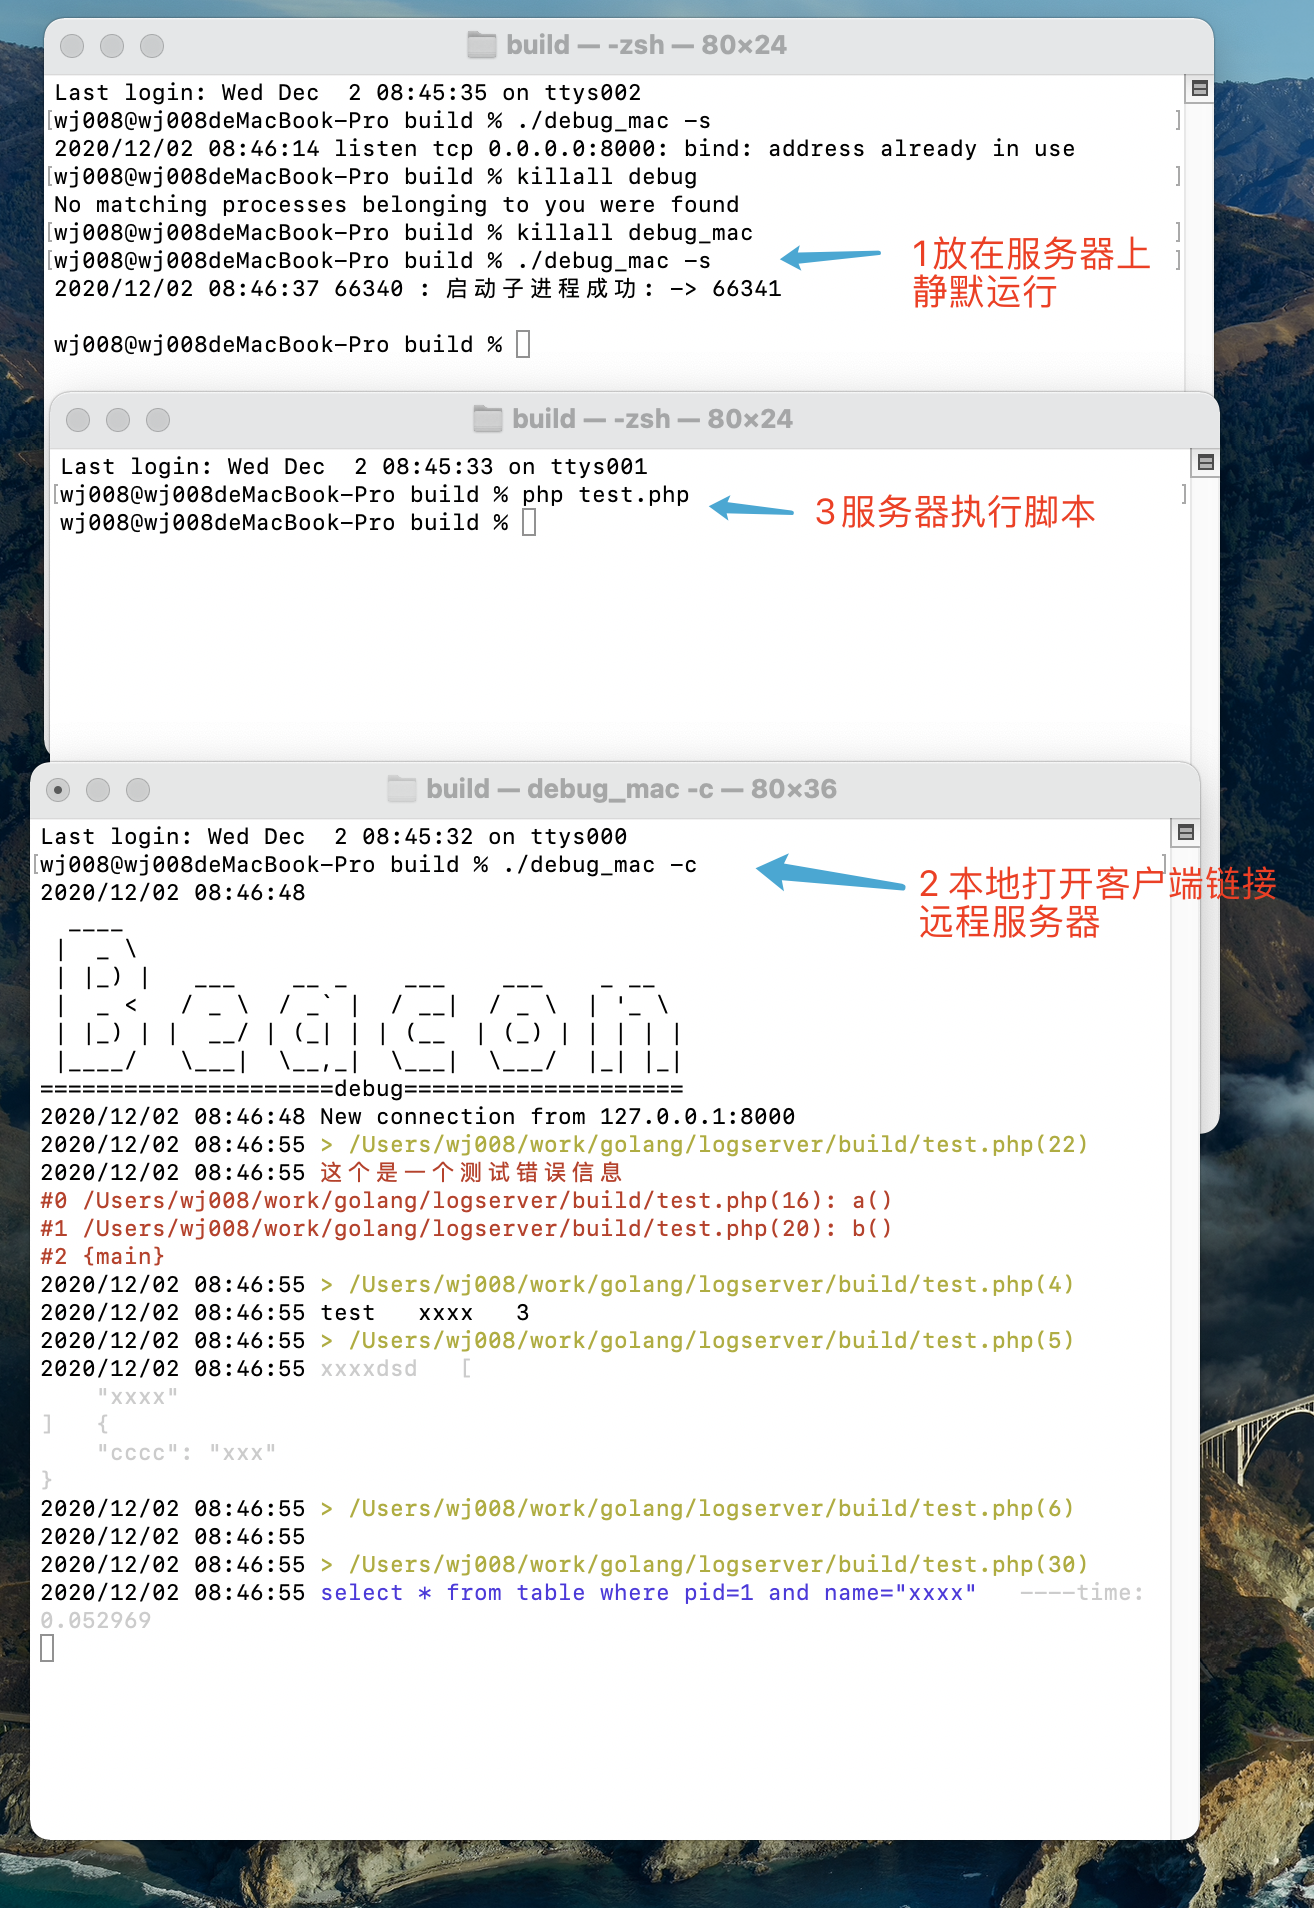 build — -zsh — 80×24
Last login: Wed Dec  2 08:45:35 on ttys002
[wj008@wj008deMacBook-Pro build % ./debug_mac -s ]
2020/12/02 08:46:14 listen tcp 0.0.0.0:8000: bind: address already in use
[wj008@wj008deMacBook-Pro build % killall debug ]
No matching processes belonging to you were found
[wj008@wj008deMacBook-Pro build % killall debug_mac ]
[wj008@wj008deMacBook-Pro build % ./debug_mac -s ]
2020/12/02 08:46:37 66340 : 启动子进程成功: -> 66341
wj008@wj008deMacBook-Pro build %
1放在服务器上
静默运行
build — -zsh — 80×24
Last login: Wed Dec  2 08:45:33 on ttys001
[wj008@wj008deMacBook-Pro build % php test.php ]
wj008@wj008deMacBook-Pro build %
3服务器执行脚本
build — debug_mac -c — 80×36
Last login: Wed Dec  2 08:45:32 on ttys000
[wj008@wj008deMacBook-Pro build % ./debug_mac -c ]
2020/12/02 08:46:48
2 本地打开客户端链接
远程服务器
Beacon
=====================debug====================
2020/12/02 08:46:48 New connection from 127.0.0.1:8000
2020/12/02 08:46:55 > /Users/wj008/work/golang/logserver/build/test.php(22)
2020/12/02 08:46:55 这个是一个测试错误信息
#0 /Users/wj008/work/golang/logserver/build/test.php(16): a()
#1 /Users/wj008/work/golang/logserver/build/test.php(20): b()
#2 {main}
2020/12/02 08:46:55 > /Users/wj008/work/golang/logserver/build/test.php(4)
2020/12/02 08:46:55 test   xxxx   3
2020/12/02 08:46:55 > /Users/wj008/work/golang/logserver/build/test.php(5)
2020/12/02 08:46:55 xxxxdsd   [
    "xxxx"
]   {
    "cccc": "xxx"
}
2020/12/02 08:46:55 > /Users/wj008/work/golang/logserver/build/test.php(6)
2020/12/02 08:46:55
2020/12/02 08:46:55 > /Users/wj008/work/golang/logserver/build/test.php(30)
2020/12/02 08:46:55 select * from table where pid=1 and name="xxxx"   ----time:
0.052969